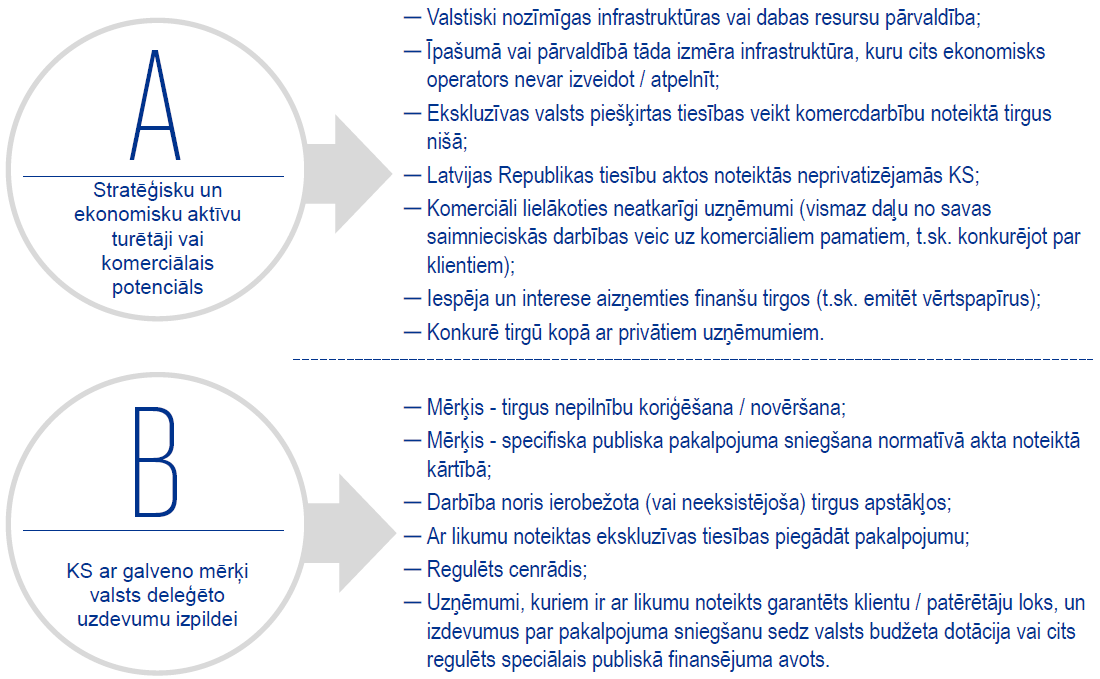 A
Stratēģisku un
ekonomisku aktīvu
turētāji vai
komerciālais
potenciāls
— Valstiski nozīmīgas infrastruktūras vai dabas resursu pārvaldība;
— Īpašumā vai pārvaldībā tāda izmēra infrastruktūra, kuru cits ekonomisks
operators nevar izveidot / atpelnīt;
— Ekskluzīvas valsts piešķirtas tiesības veikt komercdarbību noteiktā tirgus
nišā;
— Latvijas Republikas tiesību aktos noteiktās neprivatizējamās KS;
— Komerciāli lielākoties neatkarīgi uzņēmumi (vismaz daļu no savas
saimnieciskās darbības veic uz komerciāliem pamatiem, t.sk. konkurējot par
klientiem);
— Iespēja un interese aizņemties finanšu tirgos (t.sk. emitēt vērtspapīrus);
— Konkurē tirgū kopā ar privātiem uzņēmumiem.
B
KS ar galveno mērķi
valsts deleģēto
uzdevumu izpildei
— Mērķis - tirgus nepilnību koriģēšana / novēršana;
— Mērķis - specifiska publiska pakalpojuma sniegšana normatīvā akta noteiktā
kārtībā;
— Darbība noris ierobežota (vai neeksistējoša) tirgus apstākļos;
— Ar likumu noteiktas ekskluzīvas tiesības piegādāt pakalpojumu;
— Regulēts cenrādis;
— Uzņēmumi, kuriem ir ar likumu noteikts garantēts klientu / patērētāju loks, un
izdevumus par pakalpojuma sniegšanu sedz valsts budžeta dotācija vai cits
regulēts speciālais publiskā finansējuma avots.